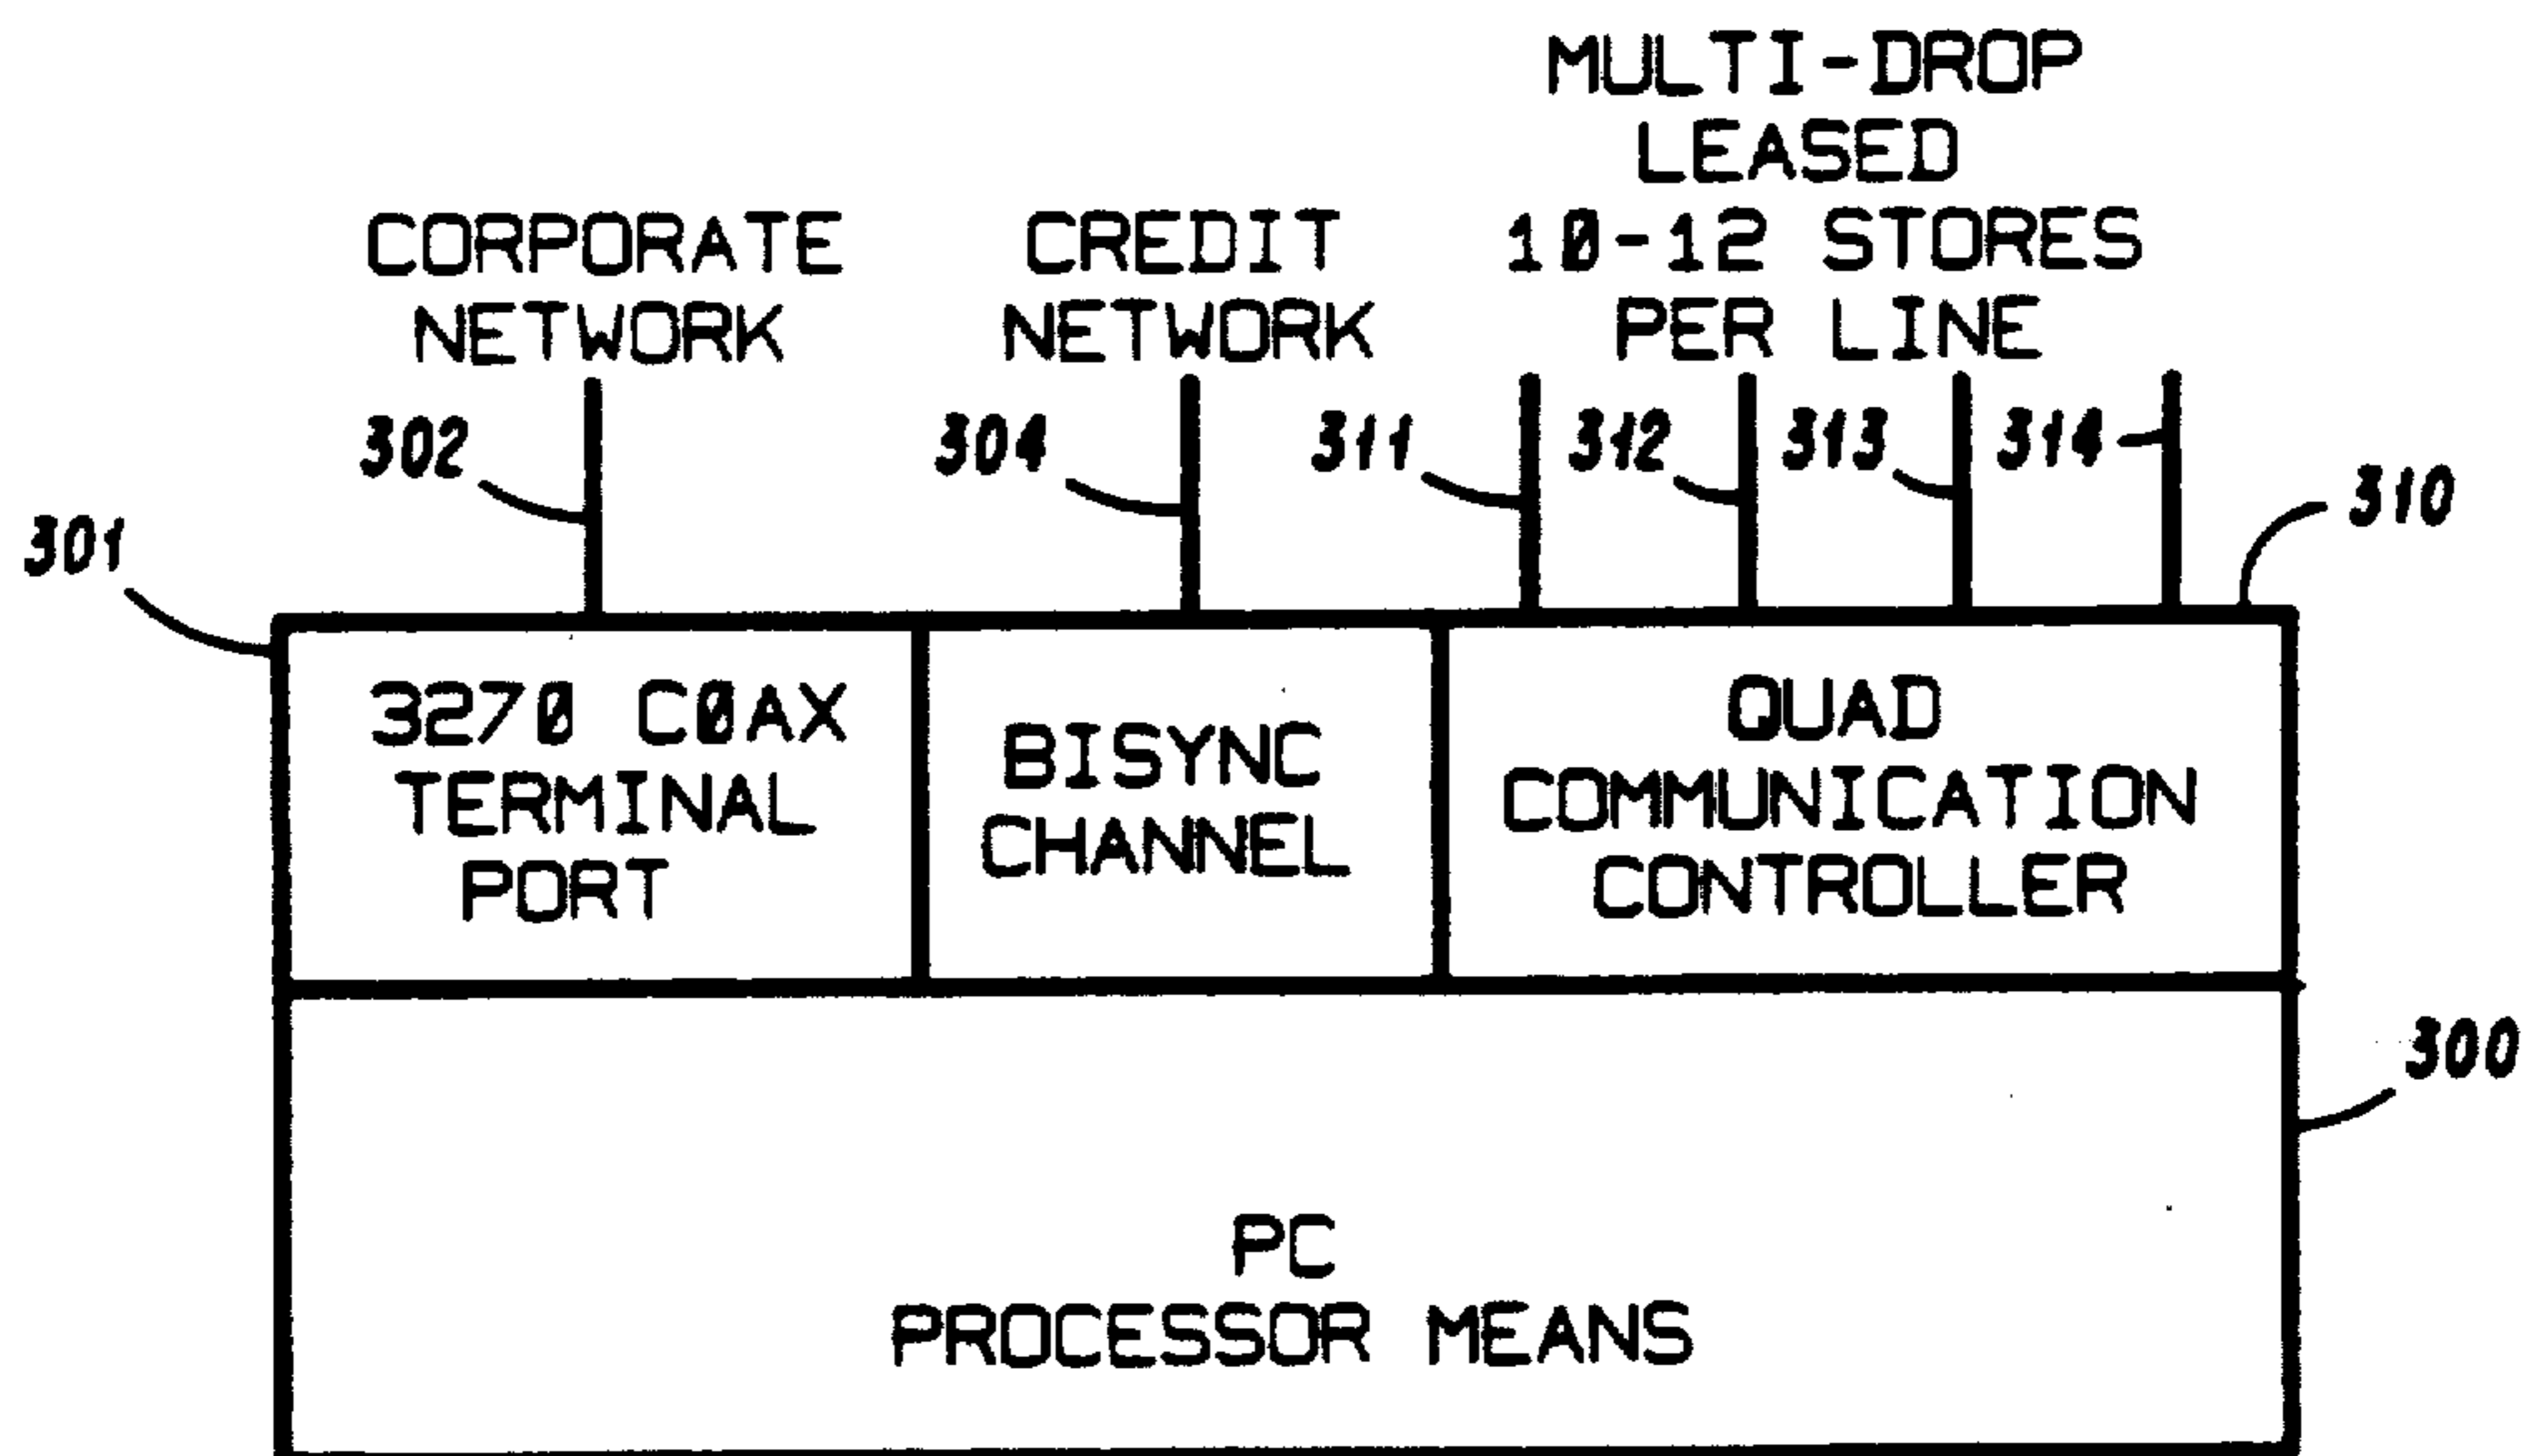 MULTI-DROP
LEASED
10-12 STORES
PER LINE
CORPORATE
NETWORK
CREDIT
NETWORK
302
304
311
312
313
314
310
301
3270 C0AX
TERMINAL
PORT
BISYNC
CHANNEL
QUAD
COMMUNICATION
CONTROLLER
300
PC
PROCESSOR MEANS